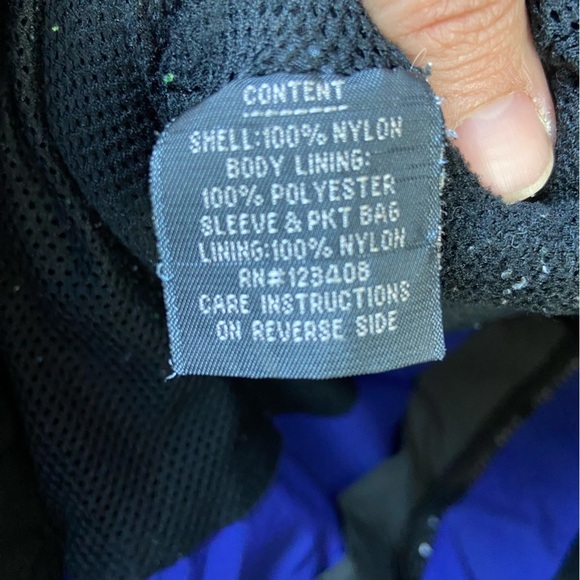 CONTENT
SHELL:100% NYLON
BODY LINING:
100% POLYESTER
SLEEVE & PKT BAG
LINING:100% NYLON
RN#123406
CARE INSTRUCTIONS
ON REVERSE SIDE